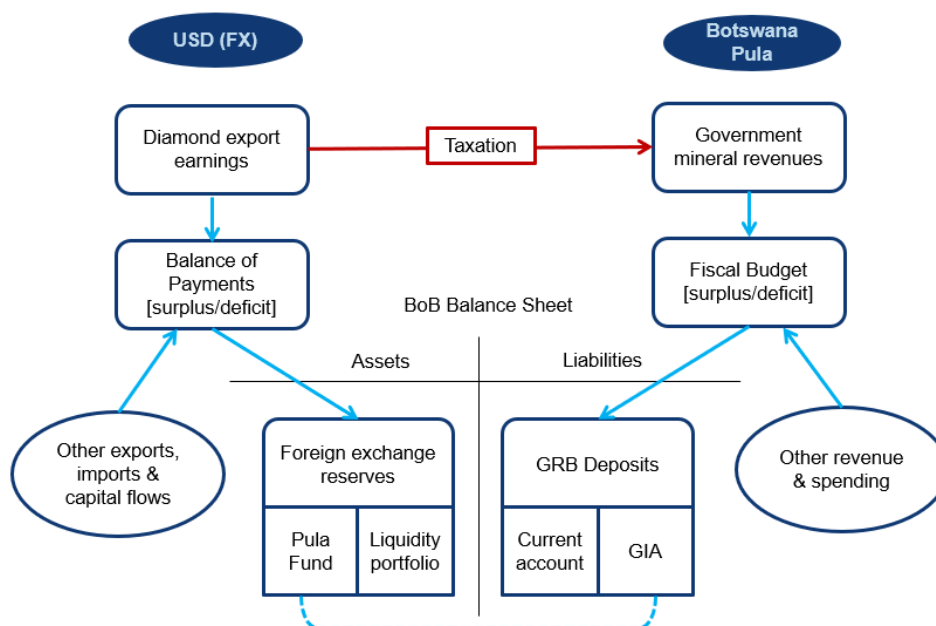 USD (FX)
Botswana
Pula
Diamond export
earnings
Taxation
Government
mineral revenues
Balance of
Payments
[surplus/deficit]
Fiscal Budget
[surplus/deficit]
BoB Balance Sheet
Assets
Liabilities
Other exports,
imports &
capital flows
Foreign exchange
reserves
GRB Deposits
Other revenue
& spending
Pula
Fund
Liquidity
portfolio
Current
account
GIA